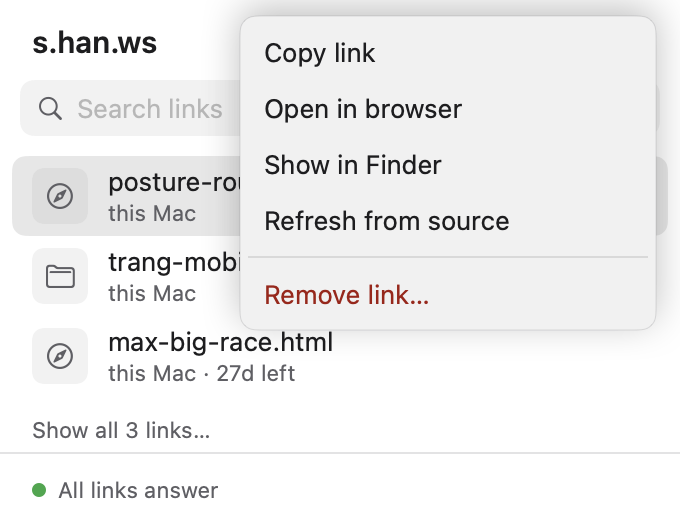 s.han.ws
Search links
posture-rou
this Mac
trang-mobi
this Mac
max-big-race.html
this Mac · 27d left
Show all 3 links...
All links answer
Copy link
Open in browser
Show in Finder
Refresh from source
Remove link...